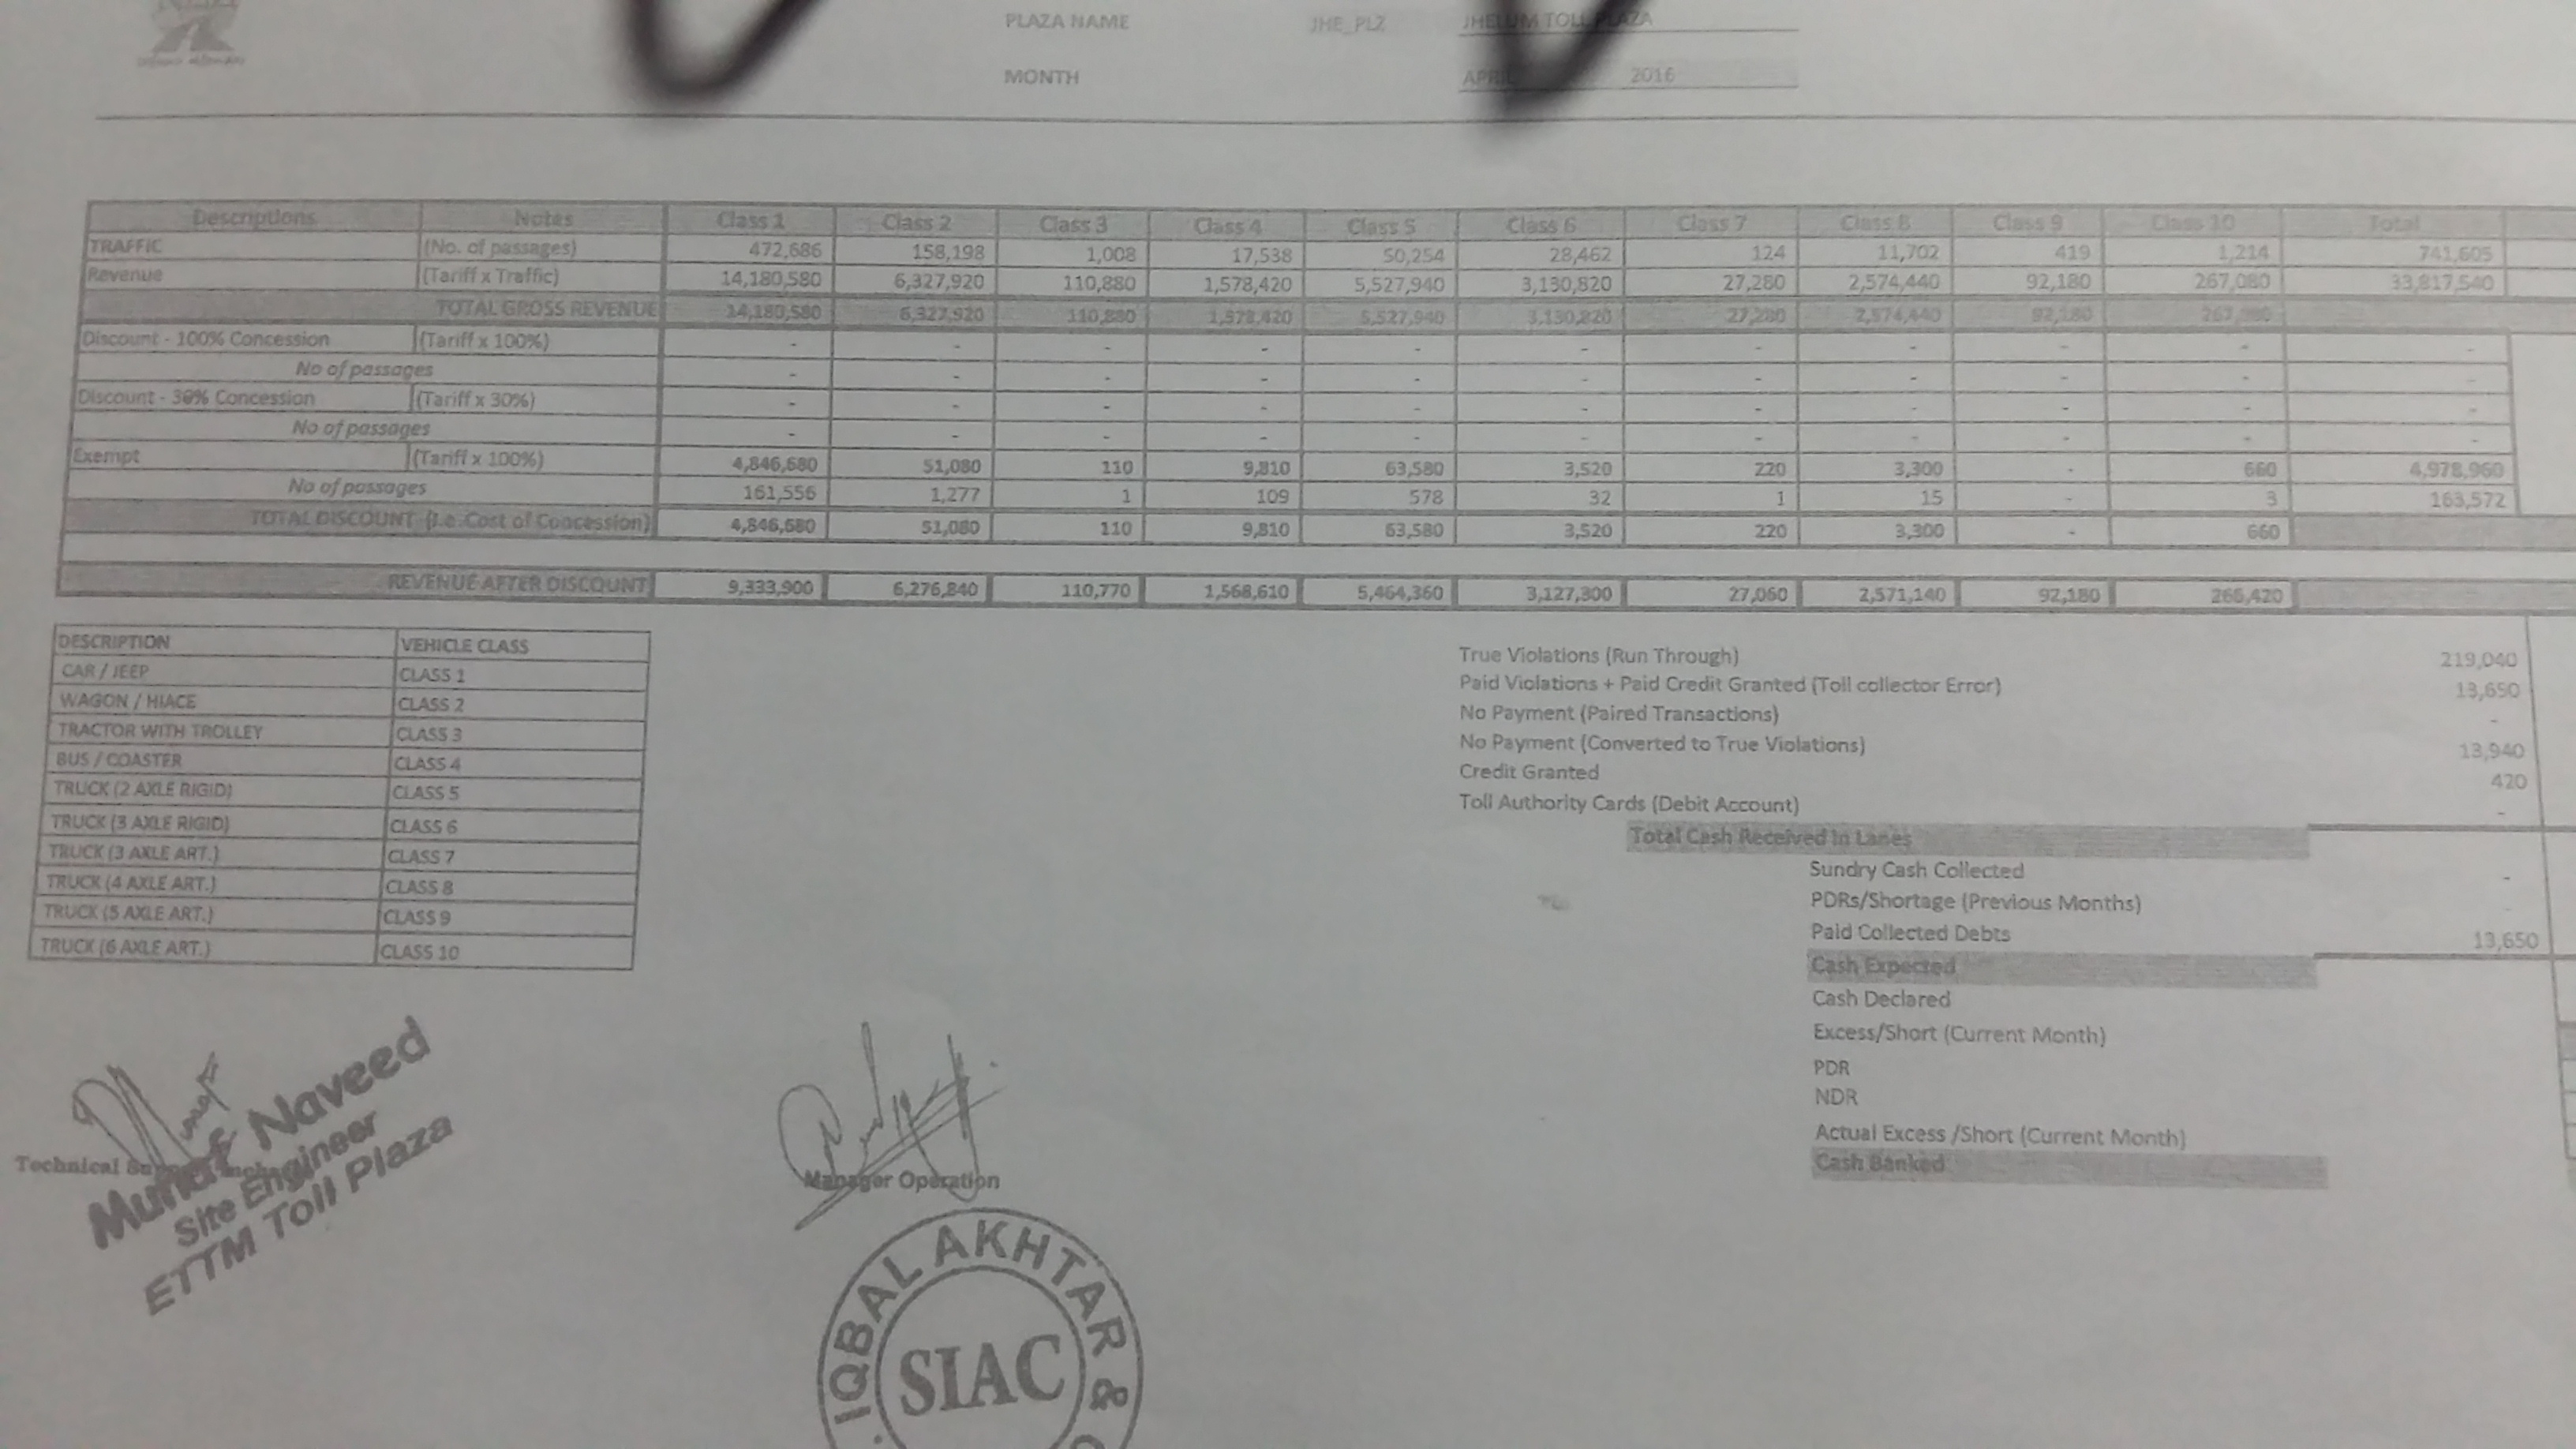 PLAZA NAME JHE_PLZ JHELUM TOLL PLAZA
MONTH APRIL 2016
Descriptions Notes Class 1 Class 2 Class 3 Class 4 Class 5 Class 6 Class 7 Class 8 Class 9 Class 10 Total
TRAFFIC (No. of passages) 472,686 158,198 1,008 17,538 50,254 28,462 124 11,702 419 1,214 741,605
Revenue (Tariff x Traffic) 14,180,580 6,327,920 110,880 1,578,420 5,527,940 3,130,820 27,280 2,574,440 92,180 267,080 33,817,540
TOTAL GROSS REVENUE 14,180,580 6,327,920 110,880 1,578,420 5,527,940 3,130,820 27,280 2,574,440 92,180 267,080
Discount - 100% Concession (Tariff x 100%) - - - - - - - - - - -
No of passages - - - - - - - - - - -
Discount - 30% Concession (Tariff x 30%) - - - - - - - - - - -
No of passages - - - - - - - - - - -
Exempt (Tariff x 100%) 4,846,680 51,080 110 9,810 63,580 3,520 220 3,300 - 660 4,978,960
No of passages 161,556 1,277 1 109 578 32 1 15 - 3 163,572
TOTAL DISCOUNT (i.e. Cost of Concession) 4,846,680 51,080 110 9,810 63,580 3,520 220 3,300 - 660
REVENUE AFTER DISCOUNT 9,333,900 6,276,840 110,770 1,568,610 5,464,360 3,127,300 27,060 2,571,140 92,180 266,420
DESCRIPTION VEHICLE CLASS
CAR / JEEP CLASS 1
WAGON / HIACE CLASS 2
TRACTOR WITH TROLLEY CLASS 3
BUS / COASTER CLASS 4
TRUCK (2 AXLE RIGID) CLASS 5
TRUCK (3 AXLE RIGID) CLASS 6
TRUCK (3 AXLE ART.) CLASS 7
TRUCK (4 AXLE ART.) CLASS 8
TRUCK (5 AXLE ART.) CLASS 9
TRUCK (6 AXLE ART.) CLASS 10
True Violations (Run Through) 219,040
Paid Violations + Paid Credit Granted (Toll collector Error) 13,650
No Payment (Paired Transactions) -
No Payment (Converted to True Violations) 13,940
Credit Granted 420
Toll Authority Cards (Debit Account) -
Total Cash Received In Lanes
Sundry Cash Collected -
PDRs/Shortage (Previous Months)
Paid Collected Debts 13,650
Cash Expected
Cash Declared
Excess/Short (Current Month)
PDR
NDR
Actual Excess /Short (Current Month)
Cash Banked
Technical
Naveed
Site Engineer
ETTM Toll Plaza
Manager Operation
IQBAL AKHTAR &
SIAC